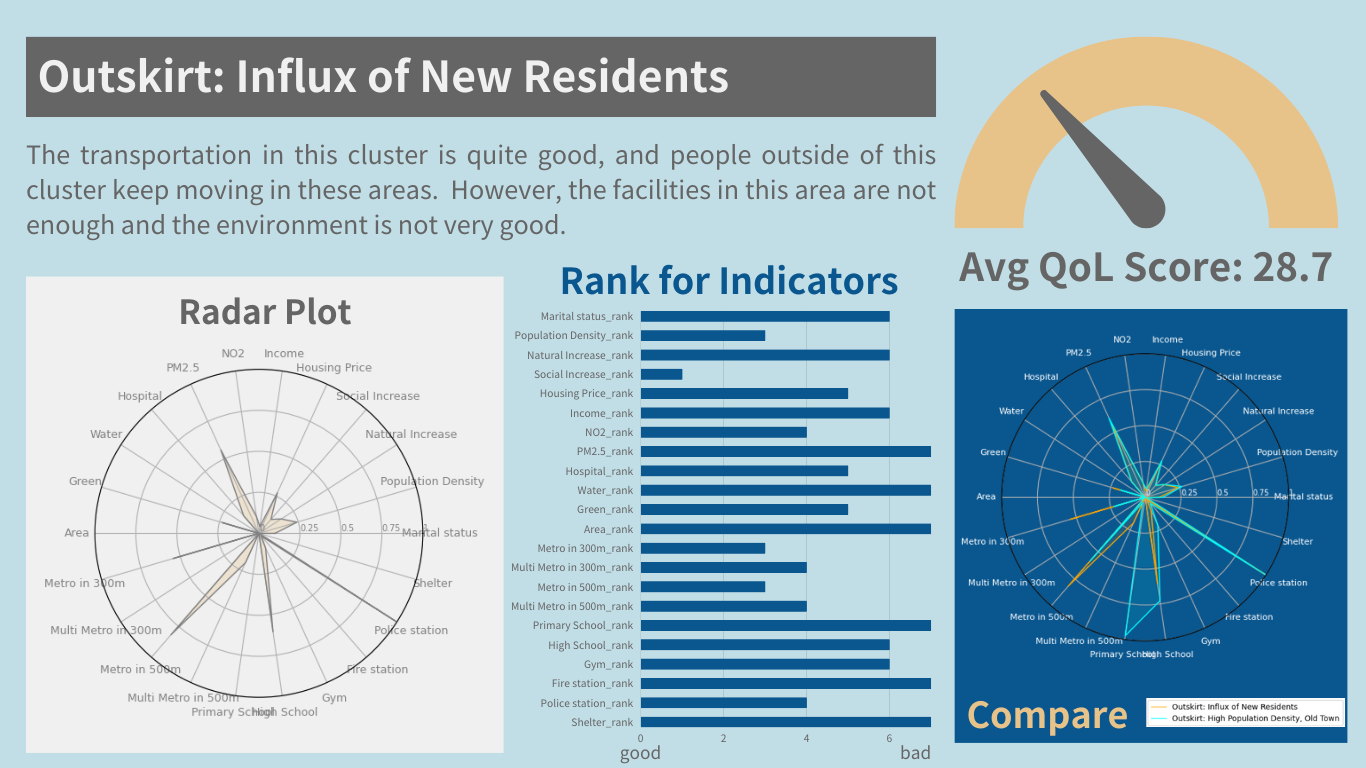 Outskirt: Influx of New Residents
The transportation in this cluster is quite good, and people outside of this
cluster keep moving in these areas. However, the facilities in this area are not
enough and the environment is not very good.
Avg QoL Score: 28.7
Radar Plot
NO2
Income
PM2.5
Housing Price
Hospital
Social Increase
Water
Natural Increase
Green
Population Density
Area
0
0.25
0.5
0.75
1
Marital status
Metro in 300m
Shelter
Multi Metro in 300m
Police station
Metro in 500m
Fire station
Multi Metro in 500m
Gym
Primary School
High School
Rank for Indicators
Marital status_rank
Population Density_rank
Natural Increase_rank
Social Increase_rank
Housing Price_rank
Income_rank
NO2_rank
PM2.5_rank
Hospital_rank
Water_rank
Green_rank
Area_rank
Metro in 300m_rank
Multi Metro in 300m_rank
Metro in 500m_rank
Multi Metro in 500m_rank
Primary School_rank
High School_rank
Gym_rank
Fire station_rank
Police station_rank
Shelter_rank
0 2 4 6
good bad
NO2
Income
PM2.5
Housing Price
Hospital
Social Increase
Water
Natural Increase
Green
Population Density
Area
0
0.25
0.5
0.75
1
Marital status
Metro in 300m
Shelter
Multi Metro in 300m
Police station
Metro in 500m
Fire station
Multi Metro in 500m
Gym
Primary School
High School
Compare
Outskirt: Influx of New Residents
Outskirt: High Population Density, Old Town